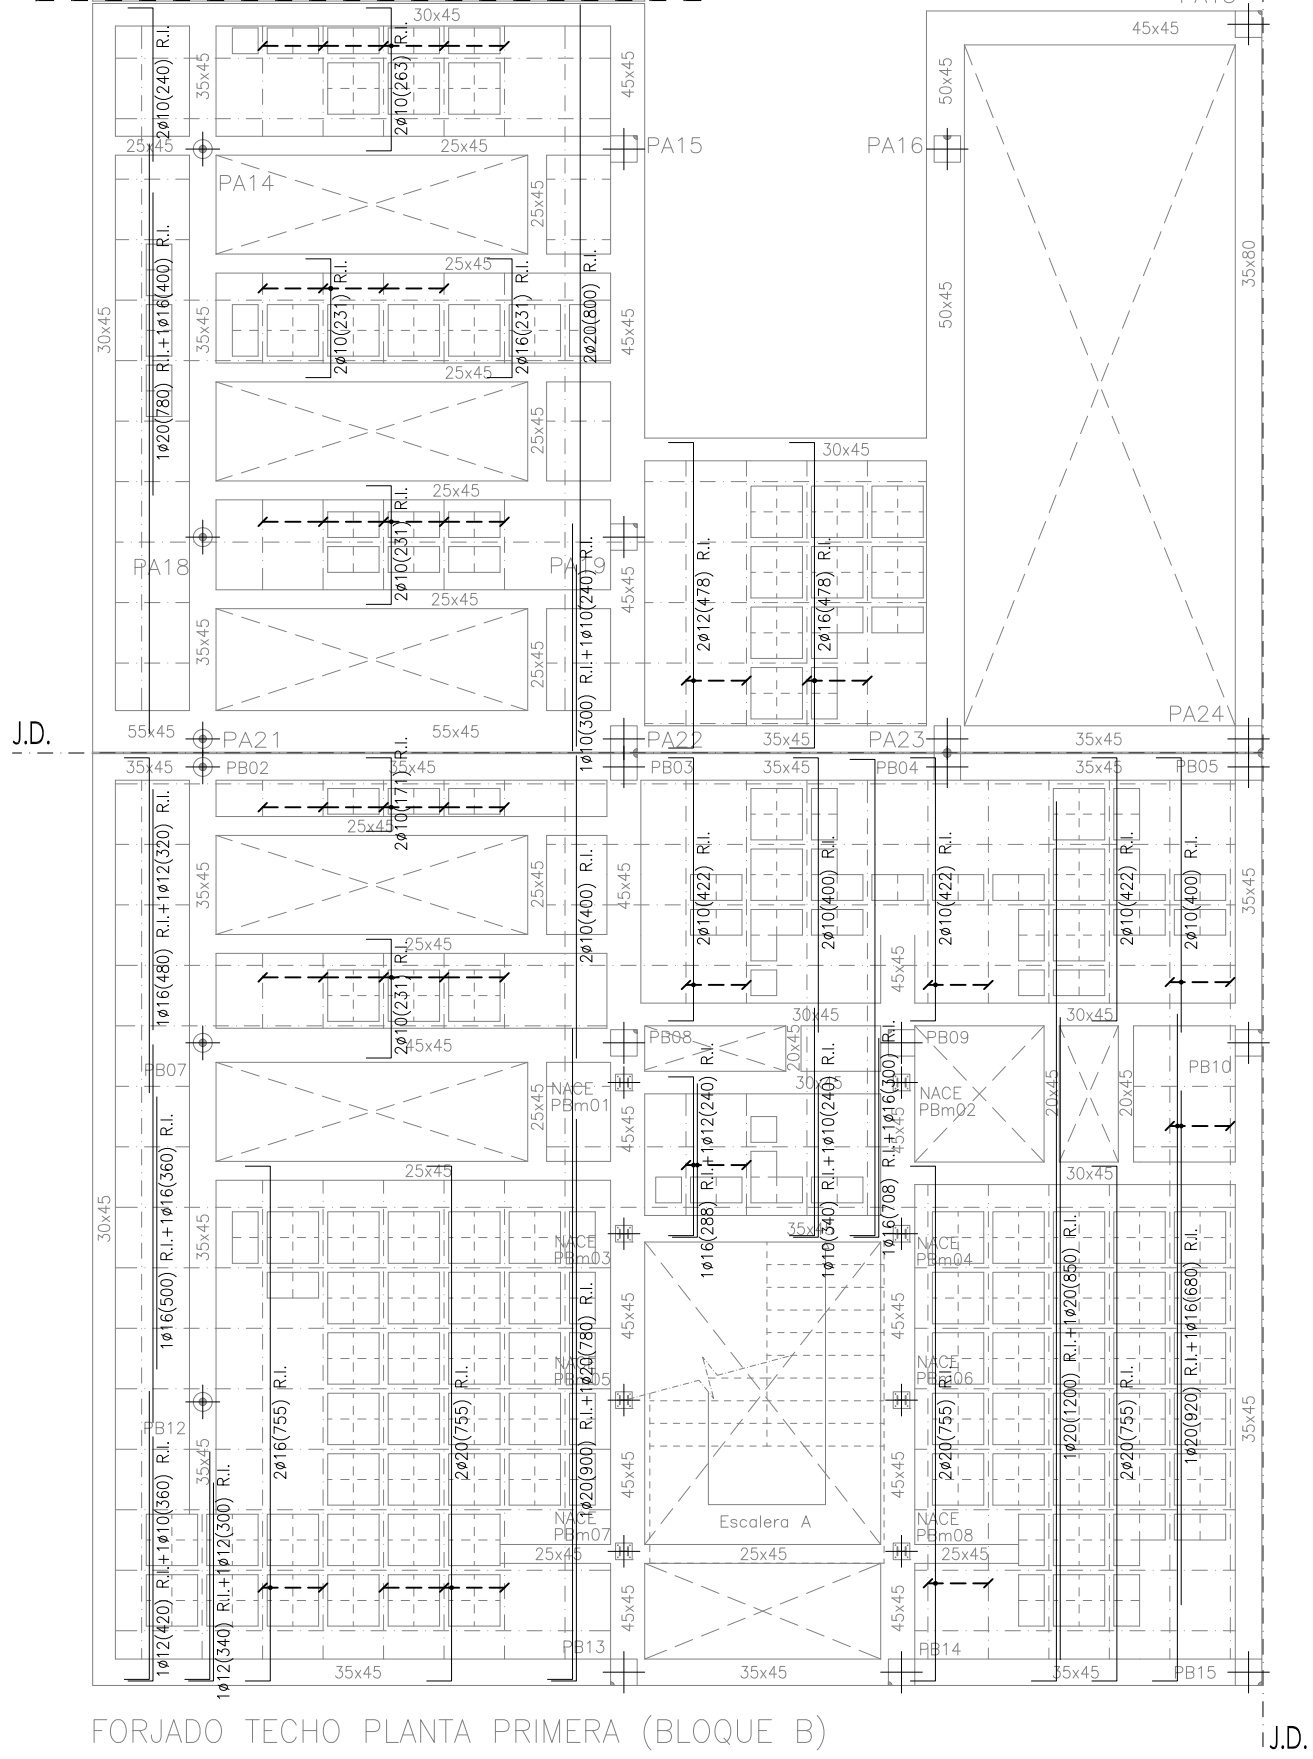 30x45
45x45
2ø10(240) R.I.
35x45
2ø10(263) R.I.
45x45
50x45
25x45
25x45
PA15
PA16
PA14
25x45
25x45
30x45
1ø20(780) R.I.+1ø16(400) R.I.
35x45
2ø10(231) R.I.
2ø16(231) R.I.
2ø20(800) R.I.
45x45
50x45
35x80
25x45
25x45
30x45
25x45
2ø10(231) R.I.
PA18
PA19
45x45
1ø10(300) R.I.+1ø10(240) R.I.
2ø12(478) R.I.
2ø16(478) R.I.
25x45
35x45
25x45
PA24
J.D.
55x45
PA21
55x45
PA22
35x45
PA23
35x45
35x45
PB02
35x45
PB03
35x45
PB04
35x45
PB05
2ø10(171) R.I.
25x45
1ø16(480) R.I.+1ø12(320) R.I.
35x45
25x45
2ø10(400) R.I.
45x45
2ø10(422) R.I.
2ø10(400) R.I.
2ø10(422) R.I.
2ø10(422) R.I.
2ø10(400) R.I.
35x45
25x45
2ø10(231) R.I.
45x45
30x45
30x45
45x45
PB08
20x45
PB09
PB07
30x45
PB10
NACE
PBm01
NACE
PBm02
25x45
45x45
45x45
20x45
20x45
1ø16(500) R.I.+1ø16(360) R.I.
1ø16(288) R.I.+1ø12(240) R.I.
1ø10(340) R.I.+1ø10(240) R.I.
1ø16(708) R.I.+1ø16(300) R.I.
25x45
30x45
30x45
35x45
35x45
NACE
PBm03
NACE
PBm04
45x45
45x45
1ø20(1200) R.I.+1ø20(850) R.I.
1ø20(920) R.I.+1ø16(680) R.I.
2ø16(755) R.I.
2ø20(755) R.I.
1ø20(900) R.I.+1ø20(780) R.I.
2ø20(755) R.I.
2ø20(755) R.I.
NACE
PBm05
NACE
PBm06
35x45
PB12
35x45
45x45
45x45
1ø12(420) R.I.+1ø10(360) R.I.
1ø12(340) R.I.+1ø12(300) R.I.
NACE
PBm07
Escalera A
NACE
PBm08
25x45
25x45
25x45
45x45
45x45
PB13
PB14
35x45
35x45
35x45
PB15
FORJADO TECHO PLANTA PRIMERA (BLOQUE B)
J.D.